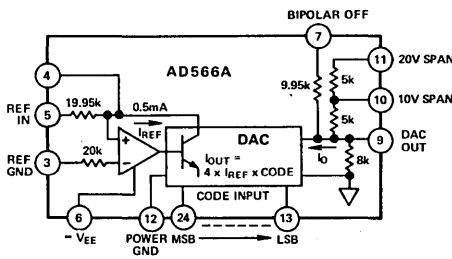 BIPOLAR OFF
7
AD566A
11 20V SPAN
9.95k
5k
4
10 10V SPAN
REF IN
5
19.95k
0.5mA
5k
I_REF
DAC
9 DAC OUT
+
I_OUT =
4 x I_REF x CODE
I_O
8k
REF GND
3
20k
−
CODE INPUT
6
12
24
13
− V_EE
POWER GND
MSB
LSB